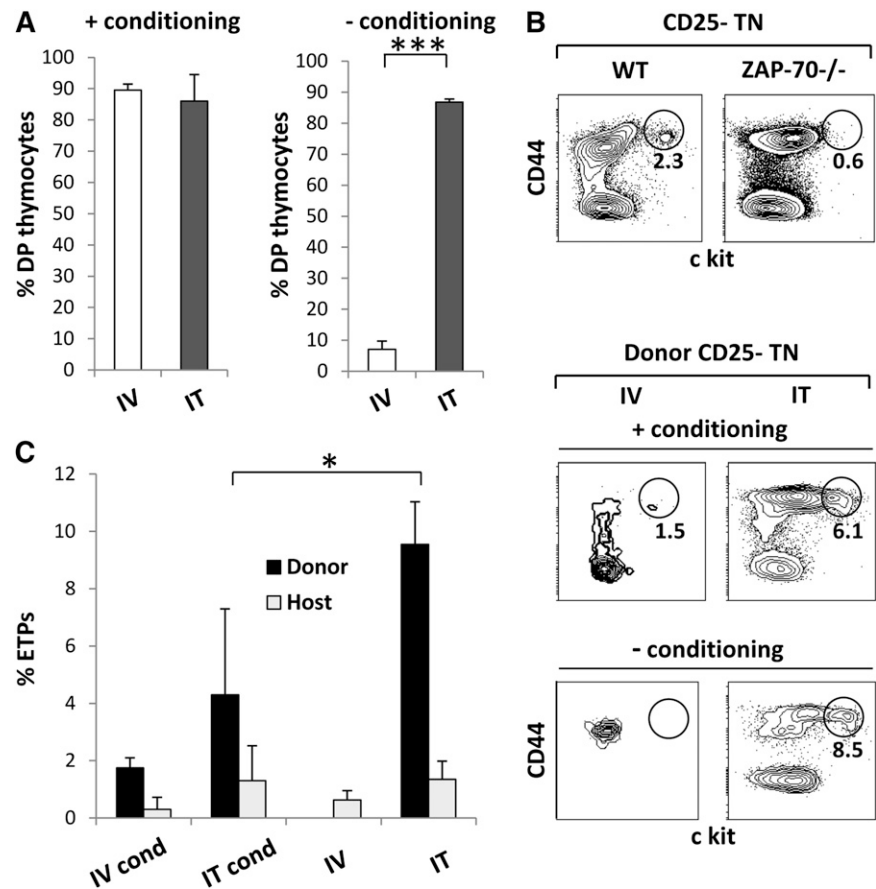 A
+ conditioning
% DP thymocytes
100
90
80
70
60
50
40
30
20
10
0
IV
IT
- conditioning
***
% DP thymocytes
100
90
80
70
60
50
40
30
20
10
0
IV
IT
B
CD25- TN
WT
ZAP-70-/-
CD44
2.3
0.6
c kit
Donor CD25- TN
IV
IT
+ conditioning
1.5
6.1
- conditioning
CD44
8.5
c kit
C
*
% ETPs
12
10
8
6
4
2
0
Donor
Host
IV cond
IT cond
IV
IT